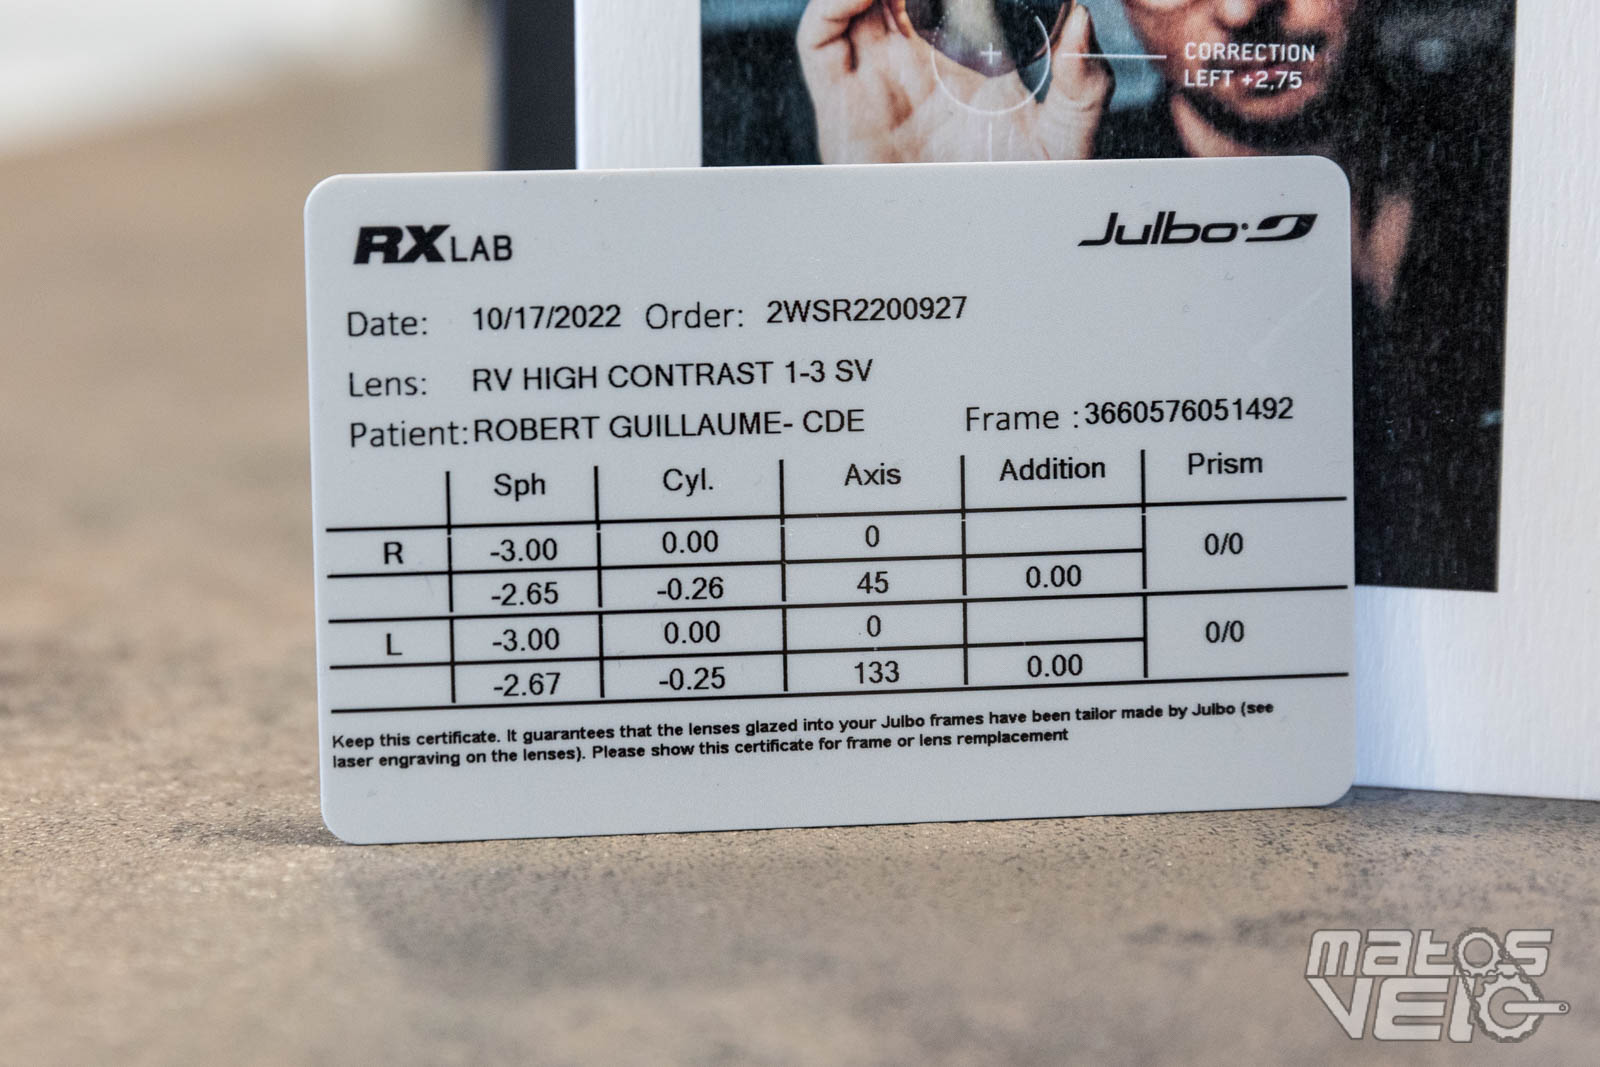 CORRECTION
LEFT +2,75
RX LAB Julbo
Date: 10/17/2022 Order: 2WSR2200927
Lens: RV HIGH CONTRAST 1-3 SV
Patient: ROBERT GUILLAUME- CDE Frame : 3660576051492
Sph Cyl. Axis Addition Prism
R -3.00 0.00 0 0/0
-2.65 -0.26 45 0.00
L -3.00 0.00 0 0/0
-2.67 -0.25 133 0.00
Keep this certificate. It guarantees that the lenses glazed into your Julbo frames have been tailor made by Julbo (see
laser engraving on the lenses). Please show this certificate for frame or lens remplacement
MATOS
VELO